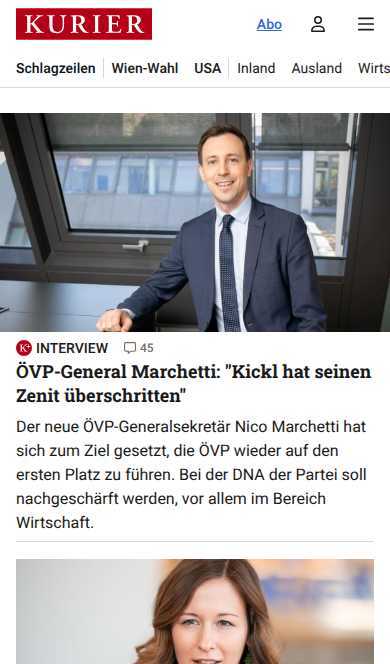 KURIER
Abo
Schlagzeilen Wien-Wahl USA Inland Ausland Wirts
K+ INTERVIEW 45
ÖVP-General Marchetti: "Kickl hat seinen
Zenit überschritten"
Der neue ÖVP-Generalsekretär Nico Marchetti hat
sich zum Ziel gesetzt, die ÖVP wieder auf den
ersten Platz zu führen. Bei der DNA der Partei soll
nachgeschärft werden, vor allem im Bereich
Wirtschaft.